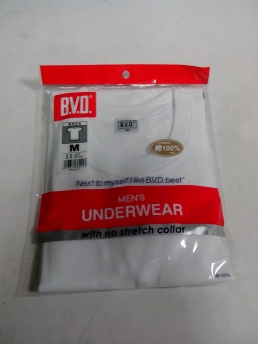 B.V.D.
B.V.D.
M
綿100%
"Next to myself I like B.V.D. best"
MEN'S
UNDERWEAR
with no stretch collar